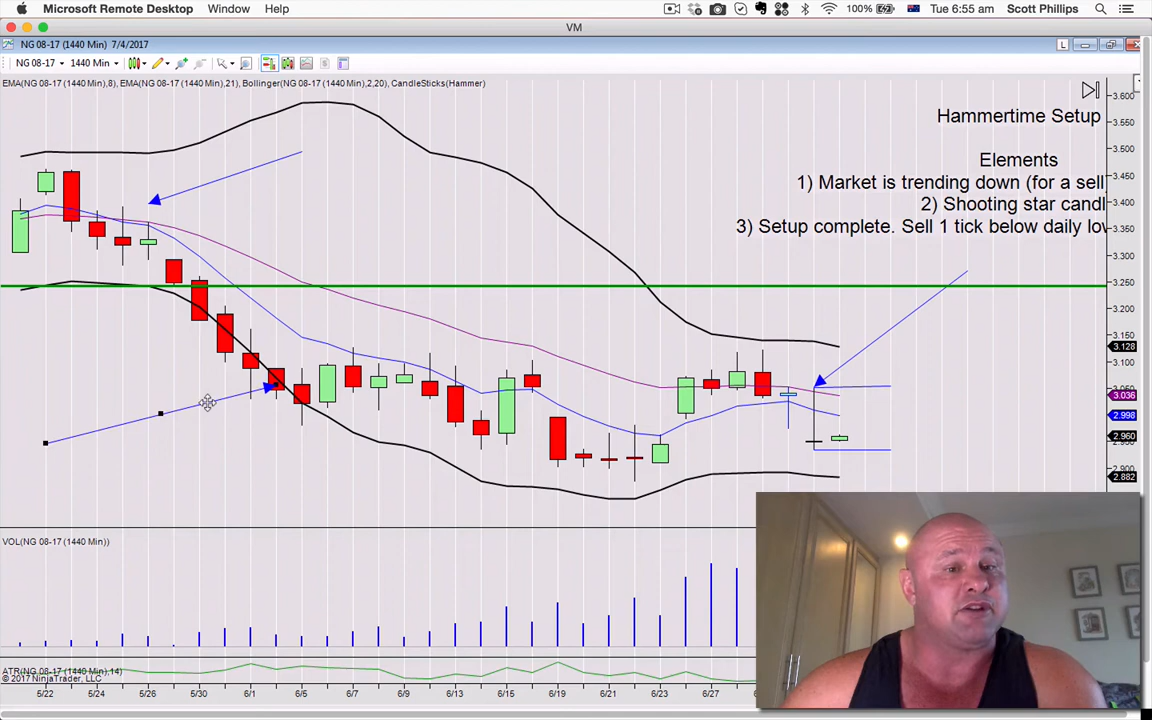 Microsoft Remote Desktop Window Help 100% Tue 6:55 am Scott Phillips
VM
NG 08-17 (1440 Min) 7/4/2017
L
NG 08-17 1440 Min
EMA(NG 08-17 (1440 Min),8), EMA(NG 08-17 (1440 Min),21), Bollinger(NG 08-17 (1440 Min),2,20), CandleSticks(Hammer)
3.600
Hammertime Setup
3.550
3.500
Elements
3.450
1) Market is trending down (for a sell
3.400
2) Shooting star candl
3) Setup complete. Sell 1 tick below daily lo
3.350
3.300
3.250
3.200
3.150
3.128
3.100
3.050
3.036
2.998
2.960
2.950
2.900
2.882
VOL(NG 08-17 (1440 Min))
ATR(NG 08-17 (1440 Min),14)
© 2017 NinjaTrader, LLC
5/22 5/24 5/26 5/30 6/1 6/5 6/7 6/9 6/13 6/15 6/19 6/21 6/23 6/27